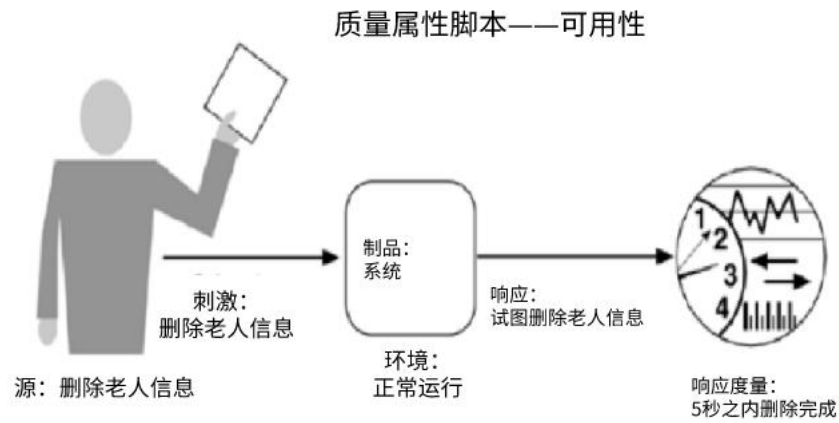 质量属性脚本——可用性
1
2
3
4
制品：
系统
刺激：
删除老人信息
响应：
试图删除老人信息
环境：
正常运行
源：删除老人信息
响应度量：
5秒之内删除完成